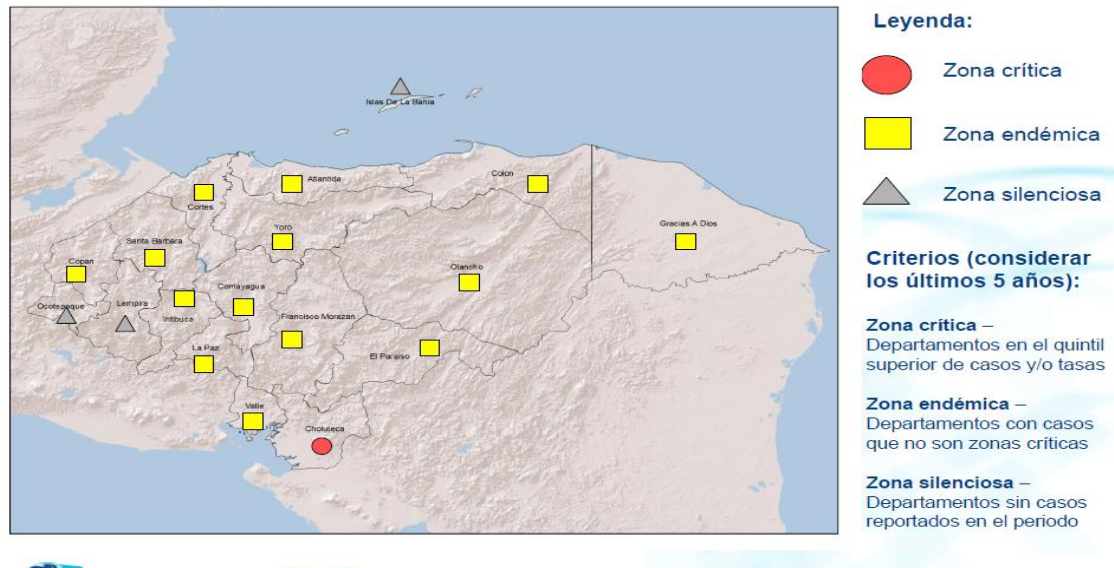 Leyenda:
Zona crítica
Zona endémica
Zona silenciosa
Criterios (considerar
los últimos 5 años):
Zona crítica –
Departamentos en el quintil
superior de casos y/o tasas
Zona endémica –
Departamentos con casos
que no son zonas críticas
Zona silenciosa –
Departamentos sin casos
reportados en el periodo
Islas De La Bahia
Atlantida
Colon
Cortes
Gracias A Dios
Yoro
Santa Barbara
Copan
Olancho
Comayagua
Ocotepeque
Lempira
Intibuca
Francisco Morazan
La Paz
El Paraiso
Valle
Choluteca